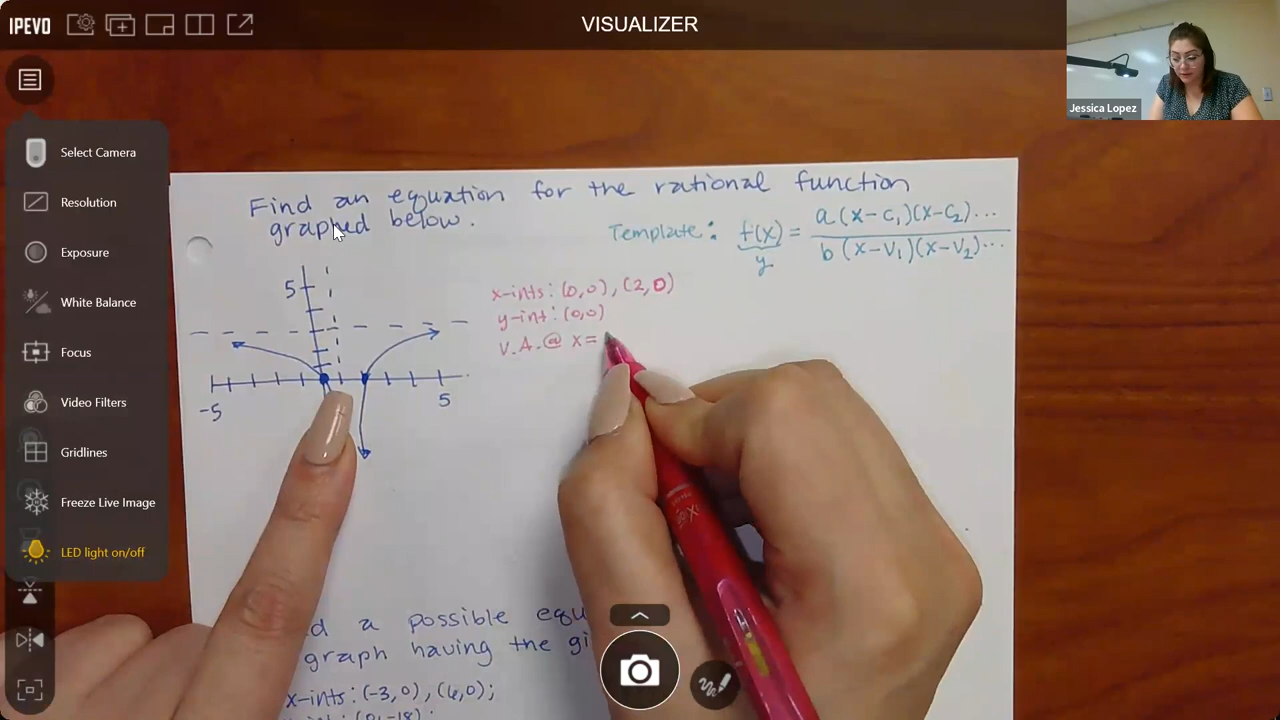 IPEVO
VISUALIZER
Jessica Lopez
Select Camera
Resolution
Exposure
White Balance
Focus
Video Filters
Gridlines
Freeze Live Image
LED light on/off
Find an equation for the rational function
graphed below.
Template: f(x) = a(x-c₁)(x-c₂)... / b(x-v₁)(x-v₂)...
y
5
-5
5
x-ints: (0,0), (2,0)
y-int: (0,0)
V.A.@ x=
a possible
graph having the
x-ints: (-3,0), (6,0);